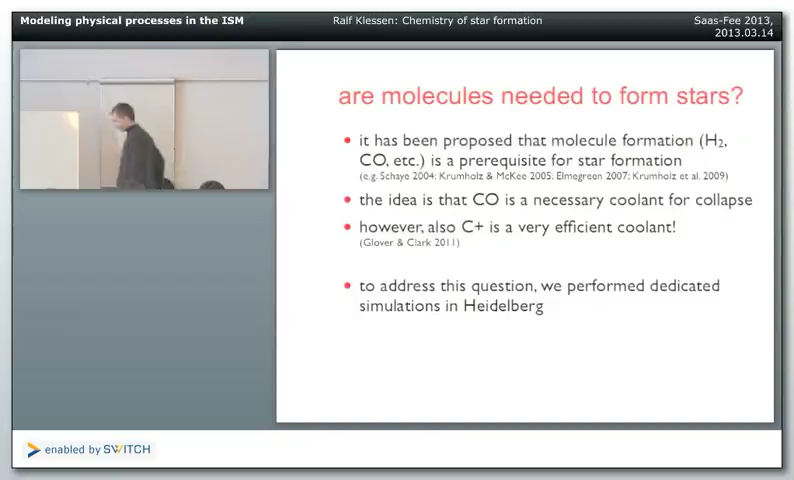 Modeling physical processes in the ISM
Ralf Klessen: Chemistry of star formation
Saas-Fee 2013,
2013.03.14
are molecules needed to form stars?
• it has been proposed that molecule formation (H₂,
CO, etc.) is a prerequisite for star formation
(e.g. Schaye 2004; Krumholz & McKee 2005; Elmegreen 2007; Krumholz et al. 2009)
• the idea is that CO is a necessary coolant for collapse
• however, also C+ is a very efficient coolant!
(Glover & Clark 2011)
• to address this question, we performed dedicated
simulations in Heidelberg
enabled by SWITCH